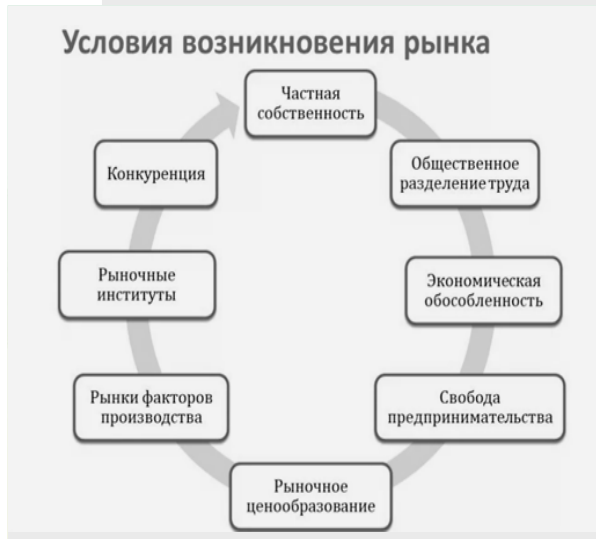 Условия возникновения рынка
Частная
собственность
Общественное
разделение труда
Экономическая
обособленность
Свобода
предпринимательства
Рыночное
ценообразование
Рынки факторов
производства
Рыночные
институты
Конкуренция